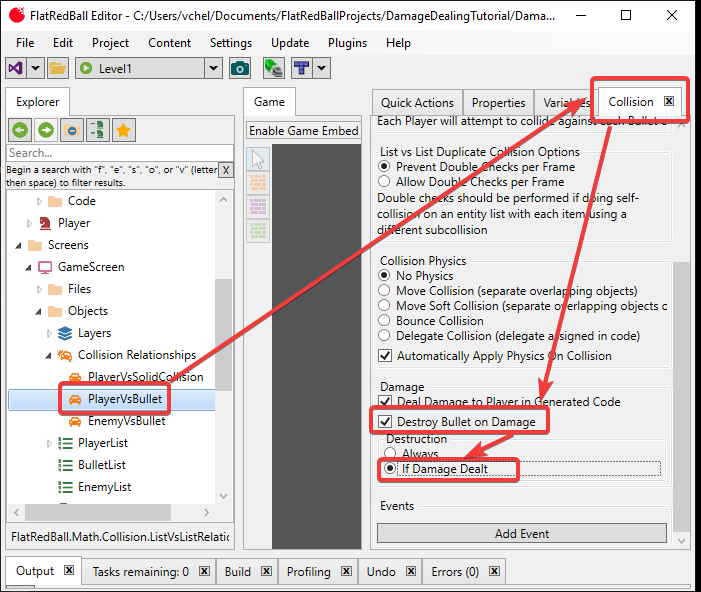 FlatRedBall Editor - C:/Users/vchel/Documents/FlatRedBallProjects/DamageDealingTutorial/Dama...
File Edit Project Content Settings Update Plugins Help
Level1
Explorer
Search...
Begin a search with "f", "e", "s", "o", or "v" (letter
then space) to filter results.
X
Code
Player
Screens
GameScreen
Files
Objects
Layers
Collision Relationships
PlayerVsSolidCollision
PlayerVsBullet
EnemyVsBullet
PlayerList
BulletList
EnemyList
FlatRedBall.Math.Collision.ListVsListRelatic
Game
Enable Game Embed
Quick Actions Properties Variables Collision
Each Player will attempt to collide against each Bullet
List vs List Duplicate Collision Options
Prevent Double Checks per Frame
Allow Double Checks per Frame
Double checks should be performed if doing self-
collision on an entity list with each item using a
different subcollision
Collision Physics
No Physics
Move Collision (separate overlapping objects)
Move Soft Collision (separate overlapping objects o
Bounce Collision
Delegate Collision (delegate assigned in code)
Automatically Apply Physics On Collision
Damage
Deal Damage to Player in Generated Code
Destroy Bullet on Damage
Destruction
Always
If Damage Dealt
Events
Add Event
Output Tasks remaining: 0 Build Profiling Undo Errors (0)